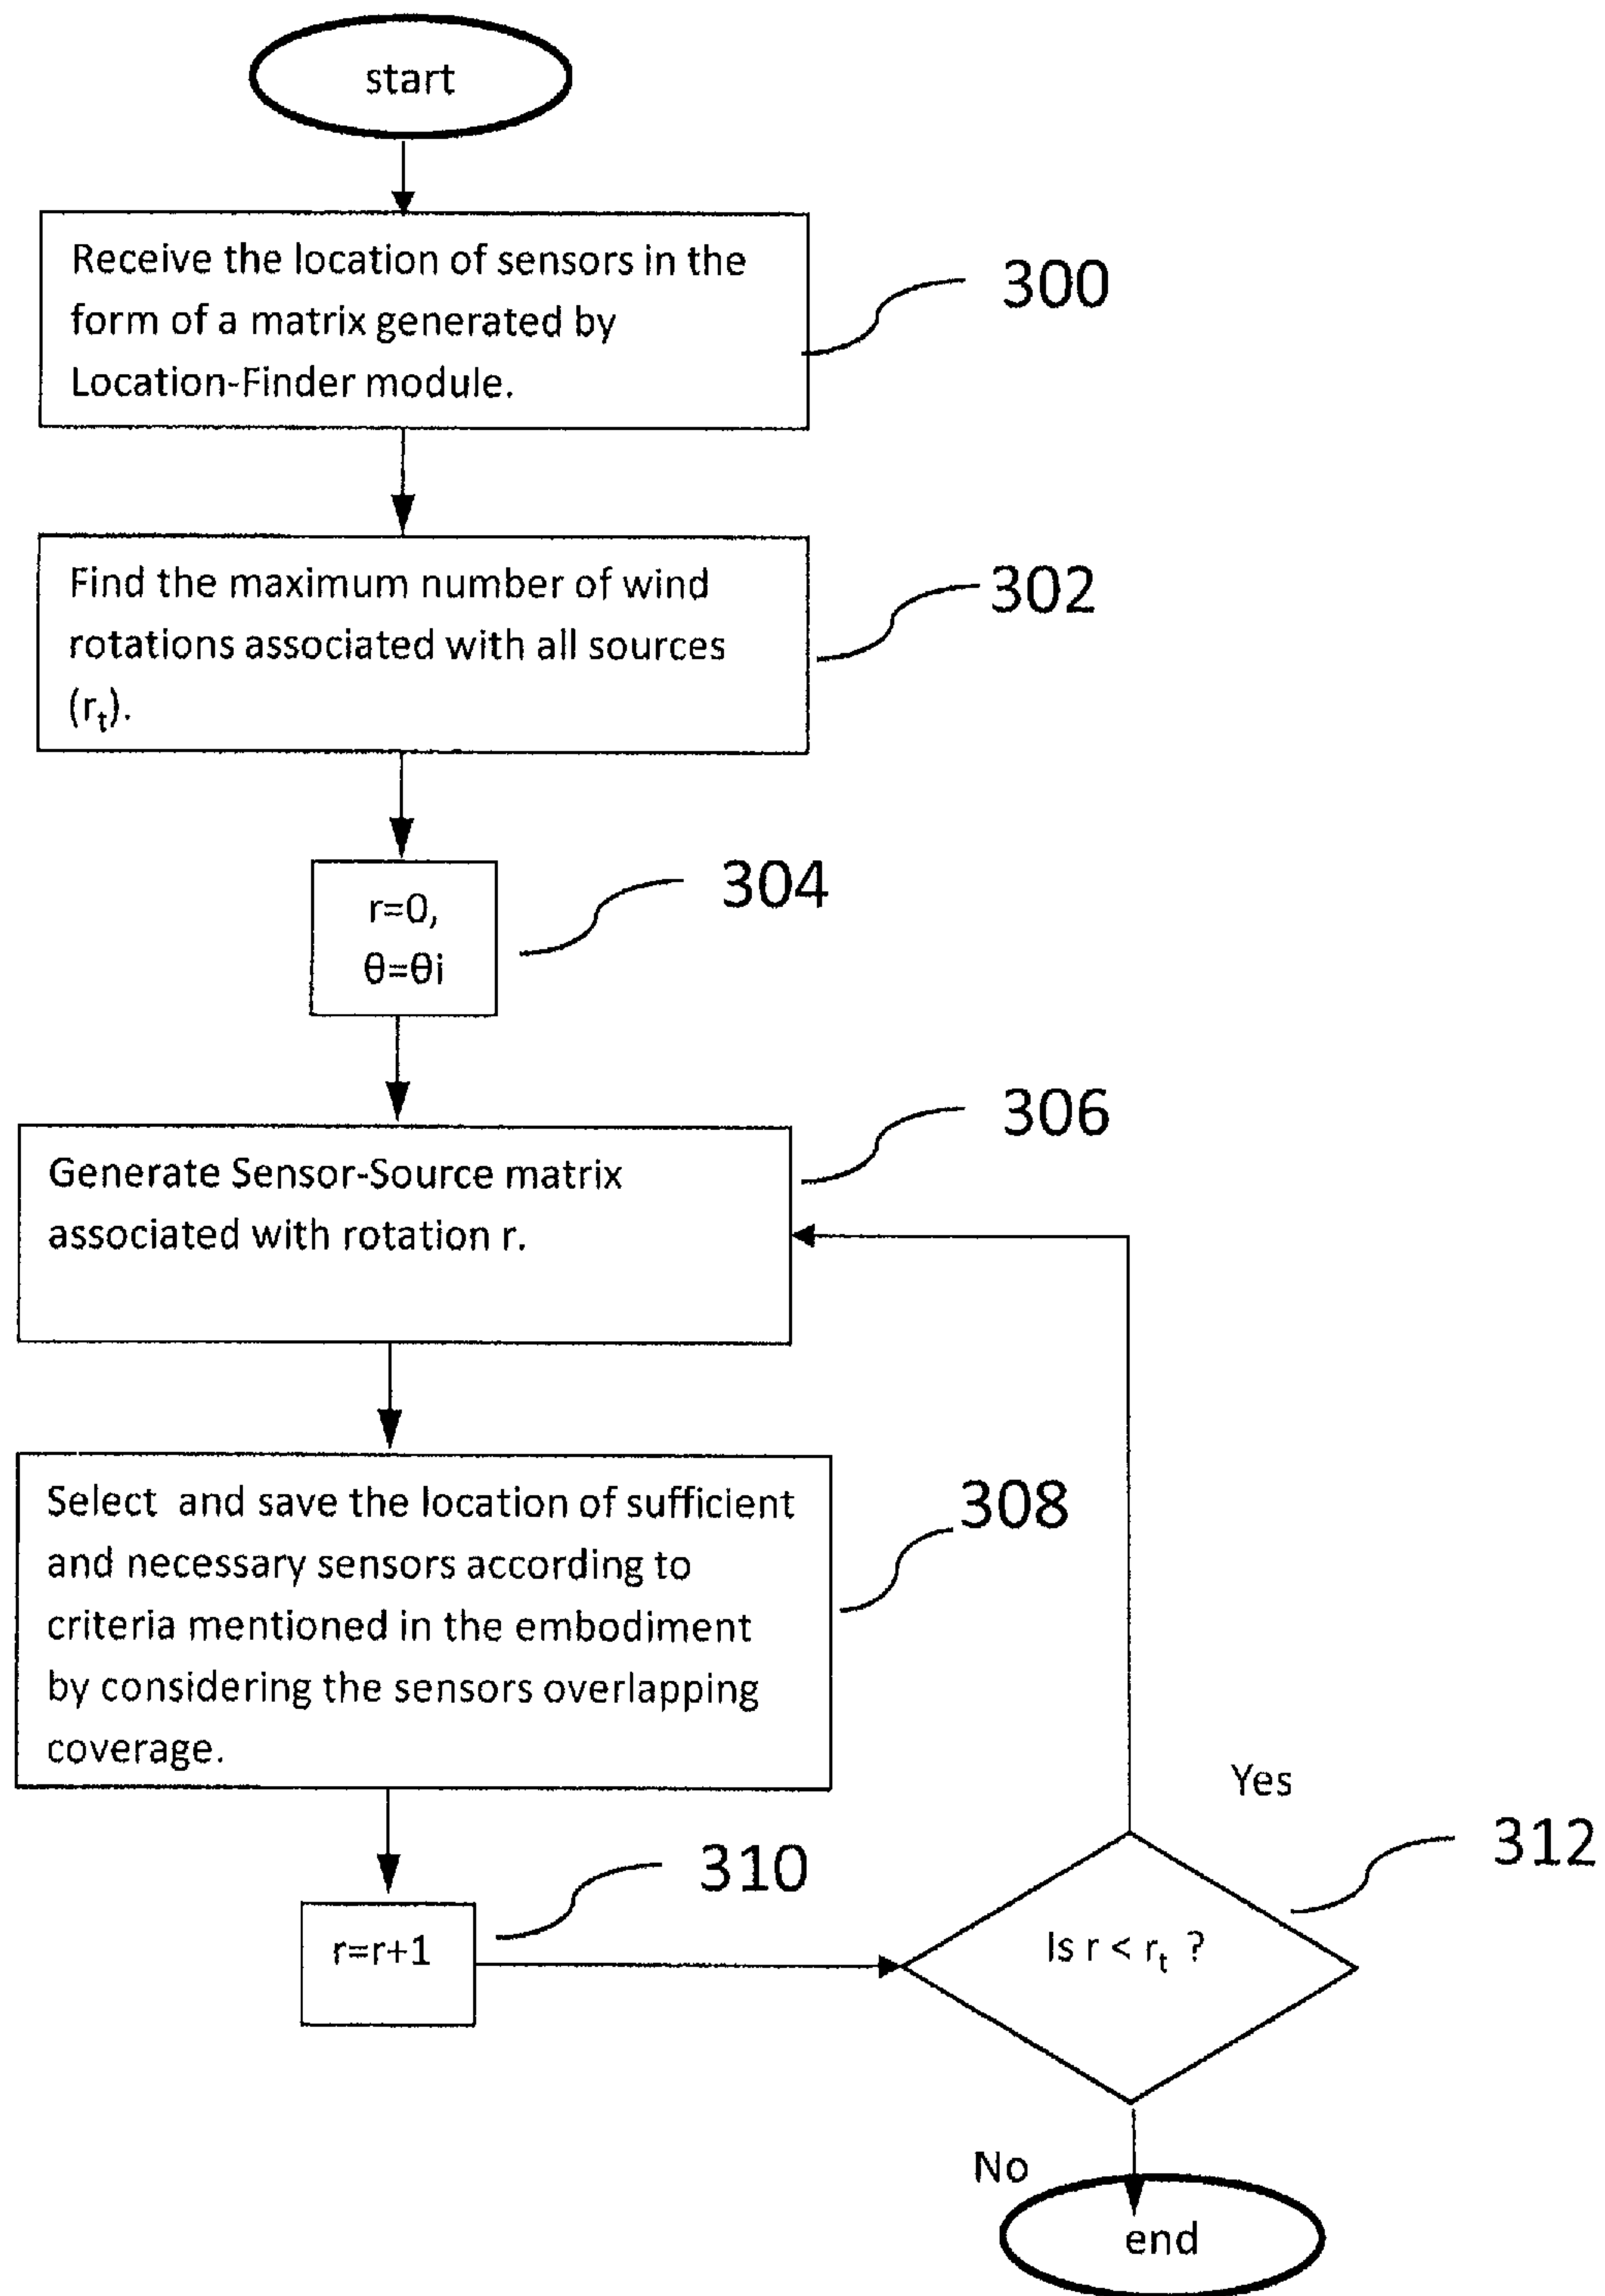 start
Receive the location of sensors in the
form of a matrix generated by
Location-Finder module.
300
Find the maximum number of wind
rotations associated with all sources
(rt).
302
r=0,
θ=θi
304
Generate Sensor-Source matrix
associated with rotation r.
306
Select and save the location of sufficient
and necessary sensors according to
criteria mentioned in the embodiment
by considering the sensors overlapping
coverage.
308
r=r+1
310
Is r < rt ?
312
Yes
No
end